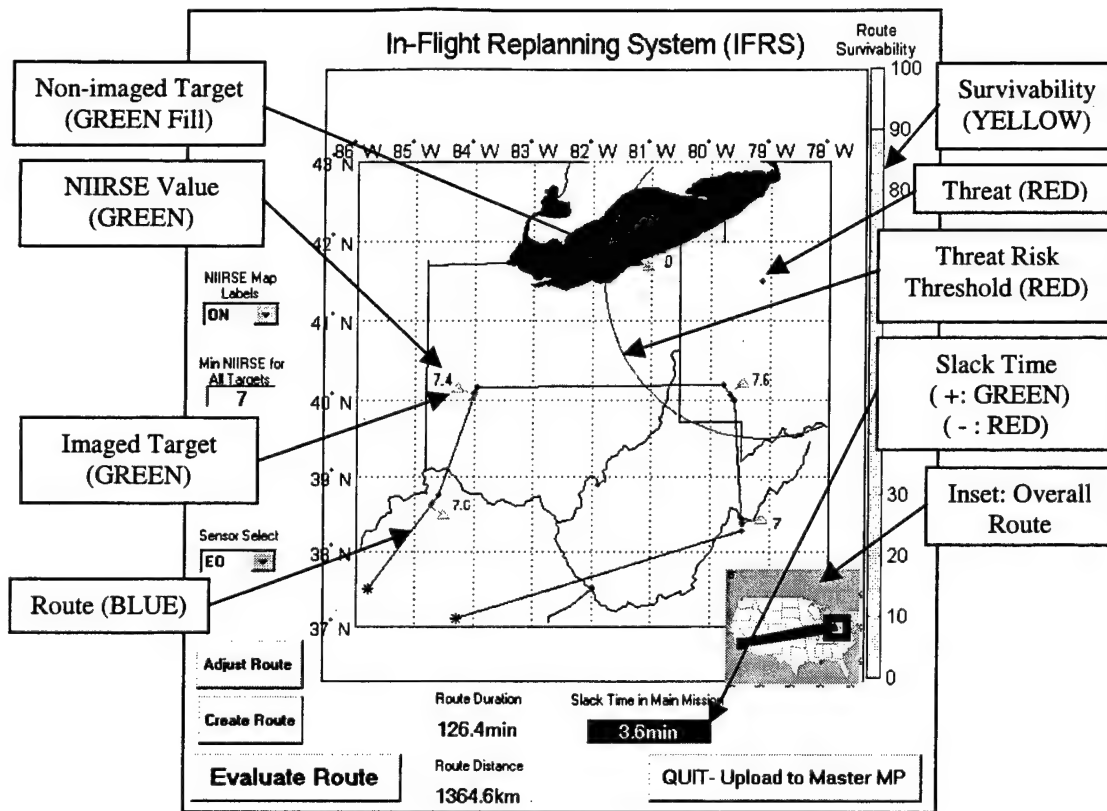 In-Flight Replanning System (IFRS)
Route
Survivability
100
90
80
30
20
10
0
Non-imaged Target
(GREEN Fill)
NIIRSE Value
(GREEN)
Imaged Target
(GREEN)
Route (BLUE)
Survivability
(YELLOW)
Threat (RED)
Threat Risk
Threshold (RED)
Slack Time
( +: GREEN)
( - : RED)
Inset: Overall
Route
86° W 85° W 84° W 83° W 82° W 81° W 80° W 79° W 78° W
43° N
42° N
41° N
40° N
39° N
38° N
37° N
0
7.4
7.6
7.0
7
NIIRSE Map
Labels
ON
Min NIIRSE for
All Targets
7
Sensor Select
EO
Adjust Route
Create Route
Evaluate Route
Route Duration
126.4min
Route Distance
1364.6km
Slack Time in Main Mission
3.6min
QUIT- Upload to Master MP